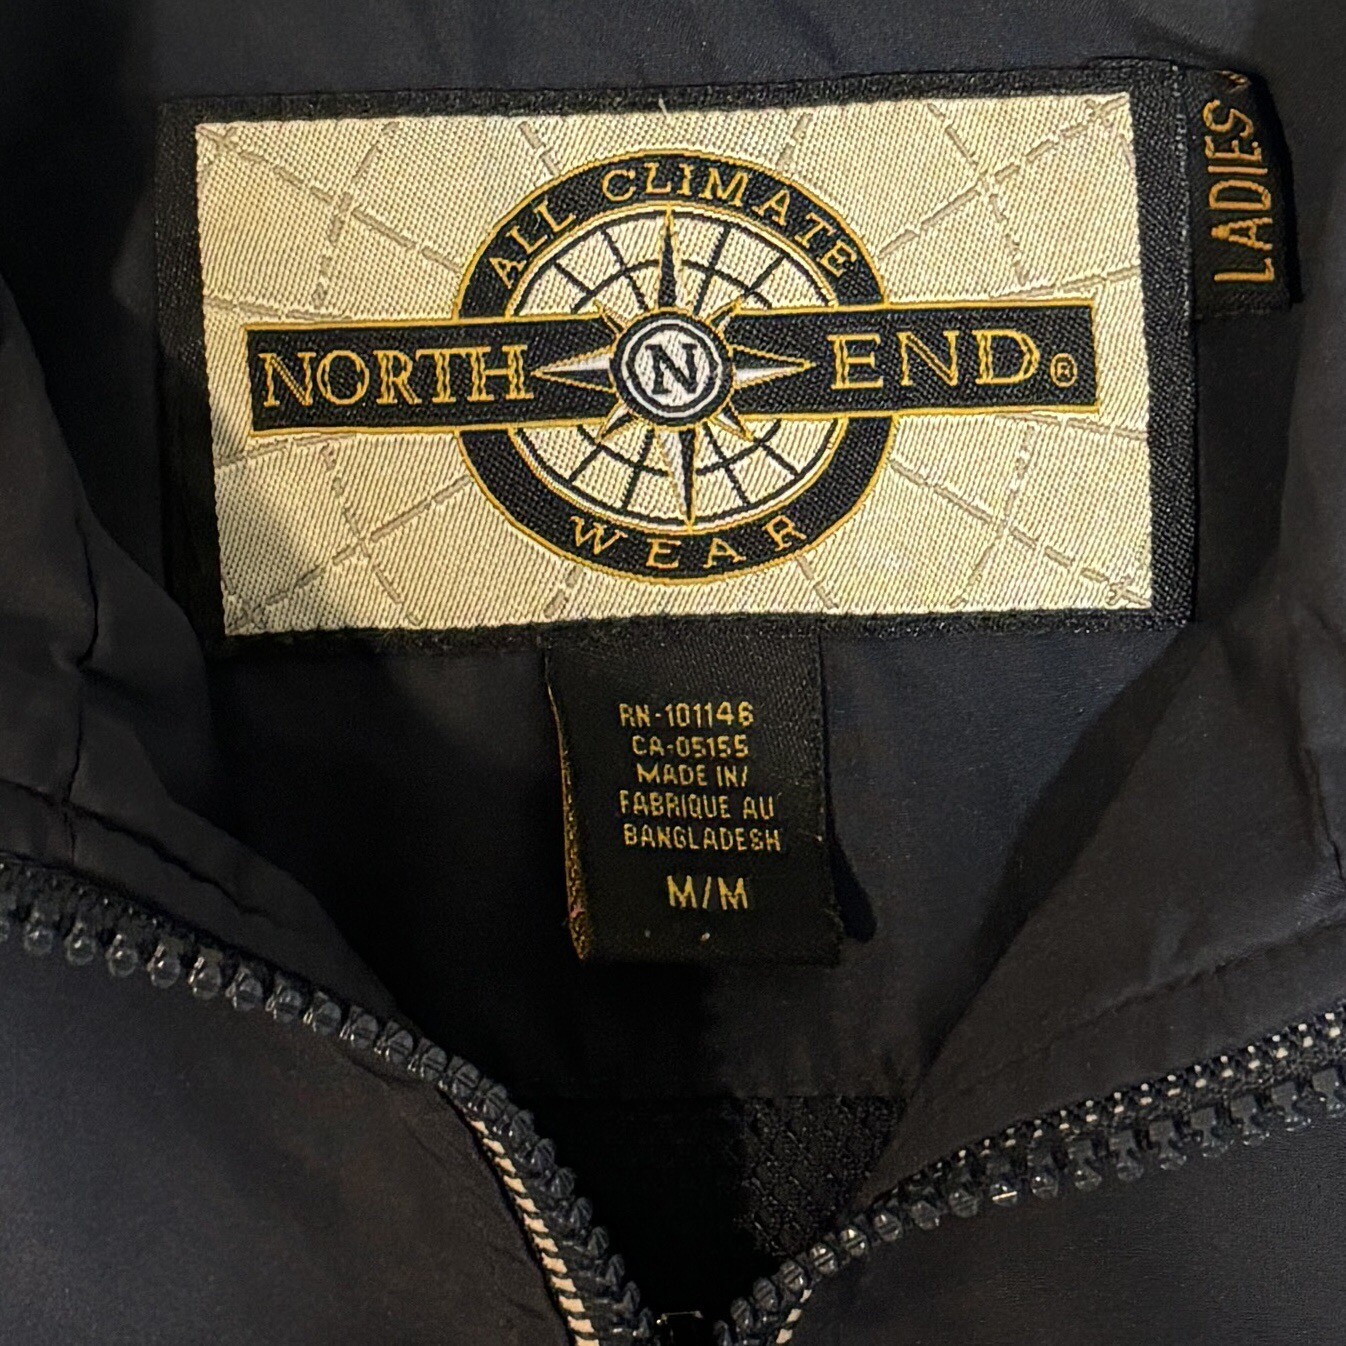 ALL CLIMATE
NORTH N END®
WEAR
LADIES
RN-101146
CA-05155
MADE IN/
FABRIQUE AU
BANGLADESH
M/M